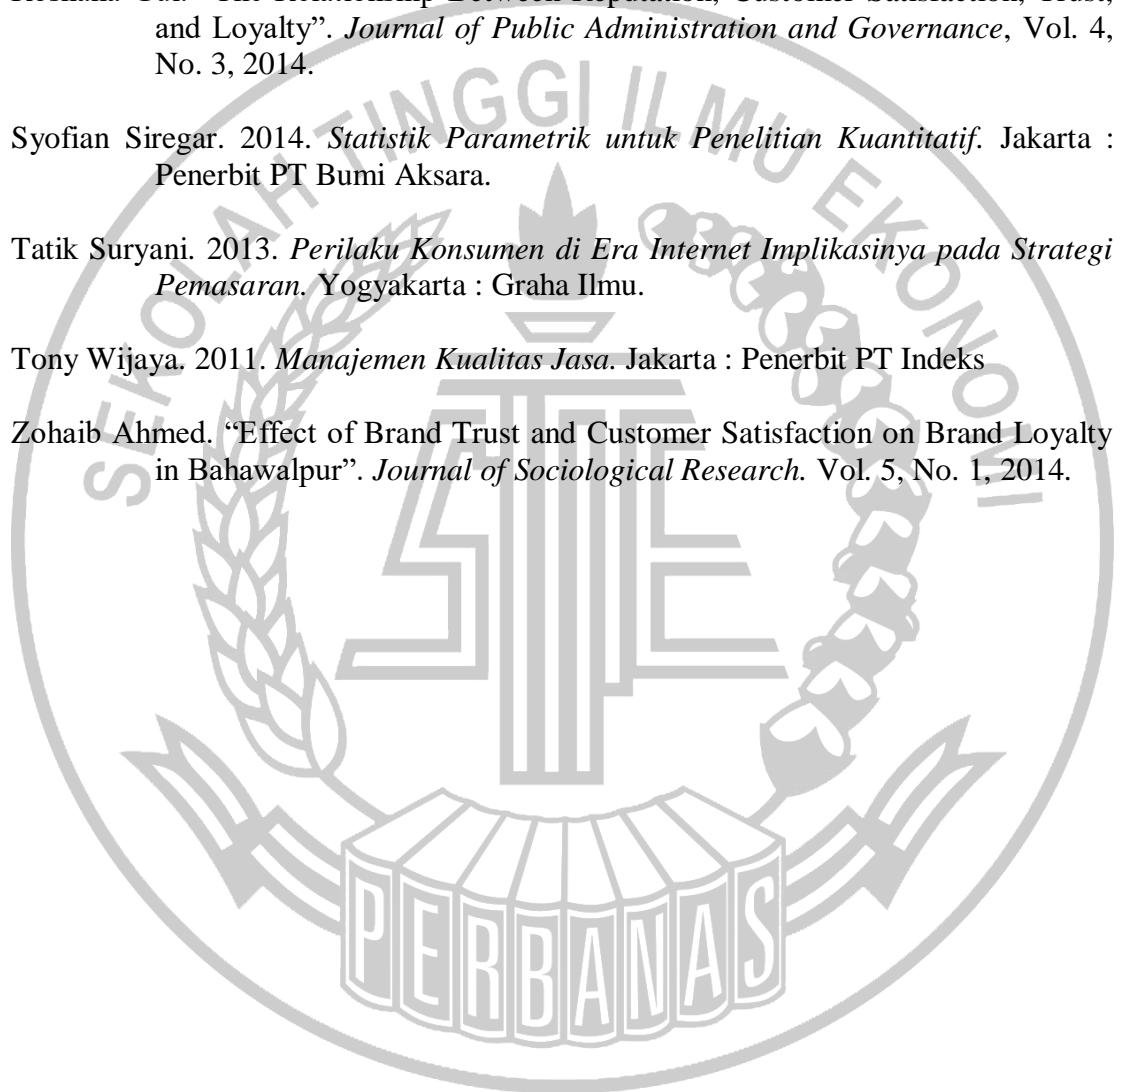 and Loyalty”. Journal of Public Administration and Governance, Vol. 4,
No. 3, 2014.
Syofian Siregar. 2014. Statistik Parametrik untuk Penelitian Kuantitatif. Jakarta :
Penerbit PT Bumi Aksara.
Tatik Suryani. 2013. Perilaku Konsumen di Era Internet Implikasinya pada Strategi
Pemasaran. Yogyakarta : Graha Ilmu.
Tony Wijaya. 2011. Manajemen Kualitas Jasa. Jakarta : Penerbit PT Indeks
Zohaib Ahmed. “Effect of Brand Trust and Customer Satisfaction on Brand Loyalty
in Bahawalpur”. Journal of Sociological Research. Vol. 5, No. 1, 2014.
SEKOLAH TINGGI ILMU EKONOMI
STIE
PERBANAS